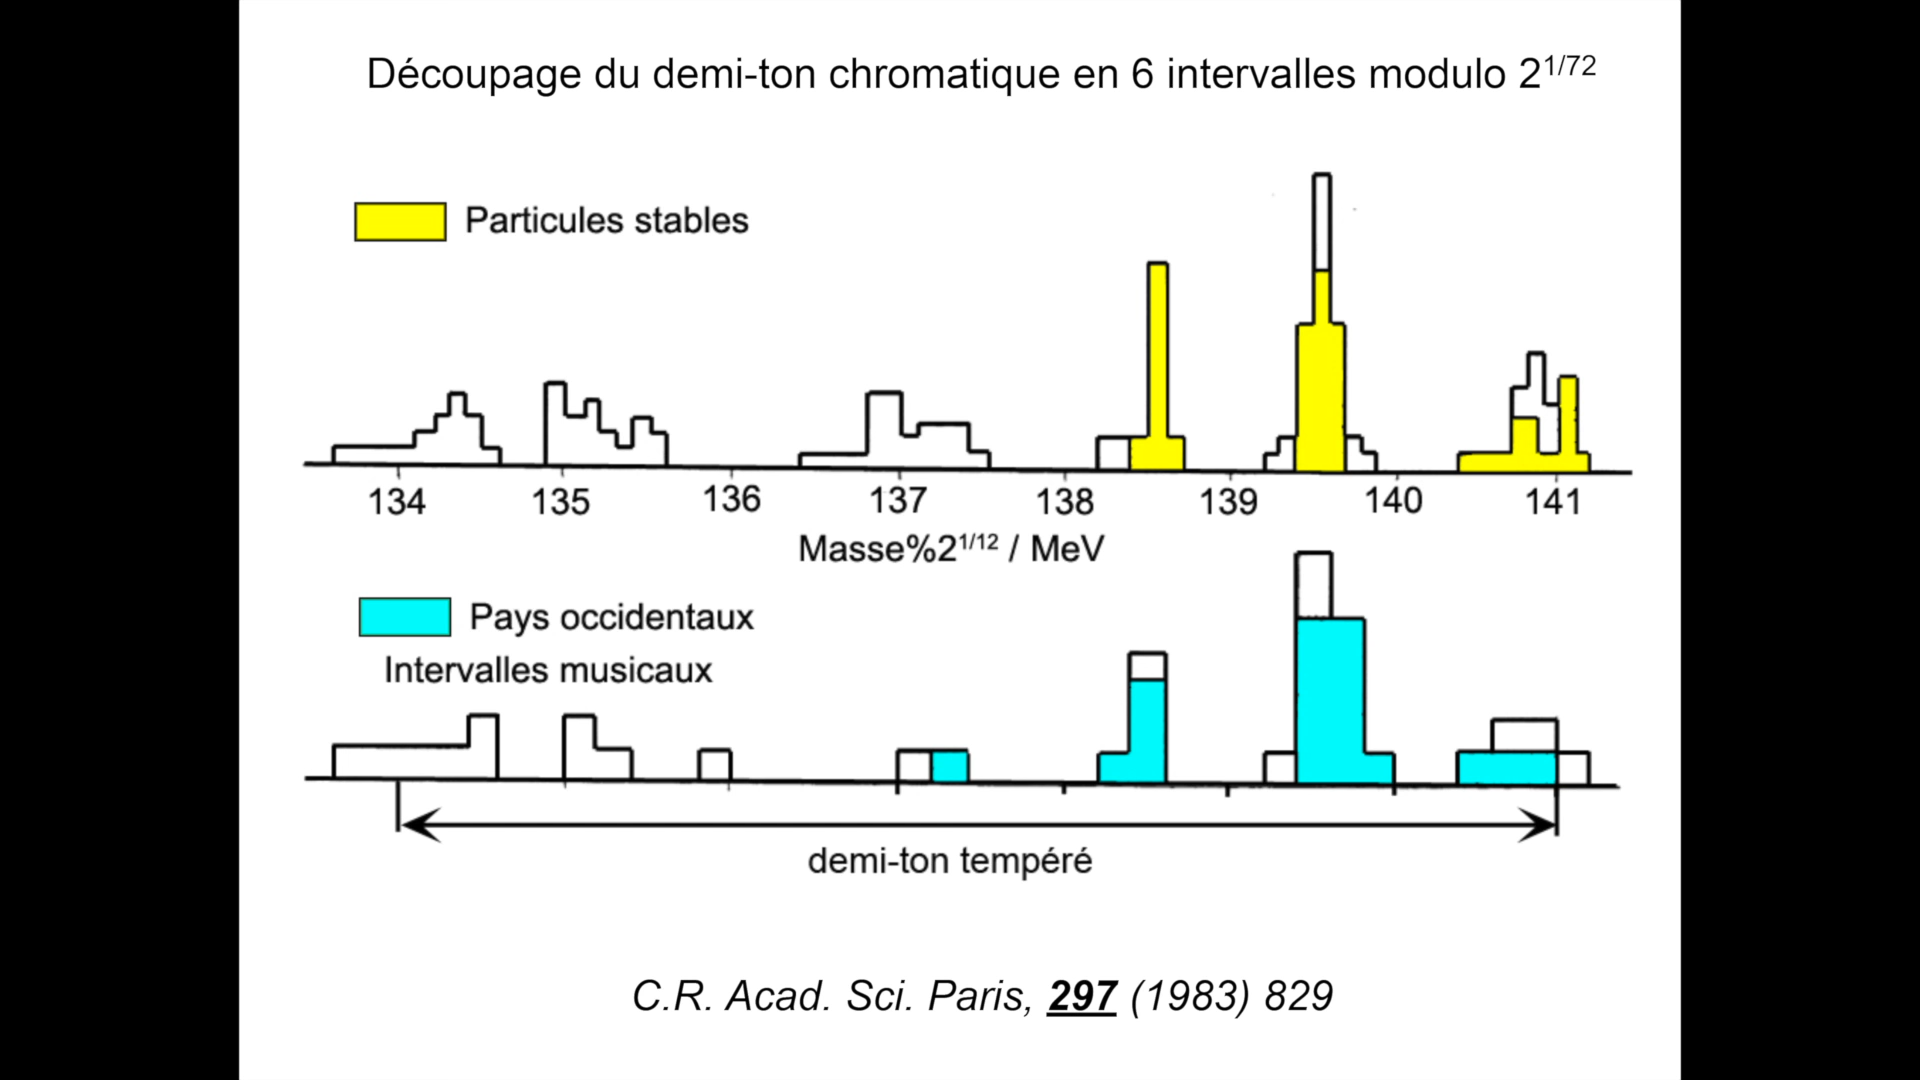 Découpage du demi-ton chromatique en 6 intervalles modulo 2^1/72
Particules stables
134 135 136 137 138 139 140 141
Masse%2^1/12 / MeV
Pays occidentaux
Intervalles musicaux
demi-ton tempéré
C.R. Acad. Sci. Paris, 297 (1983) 829